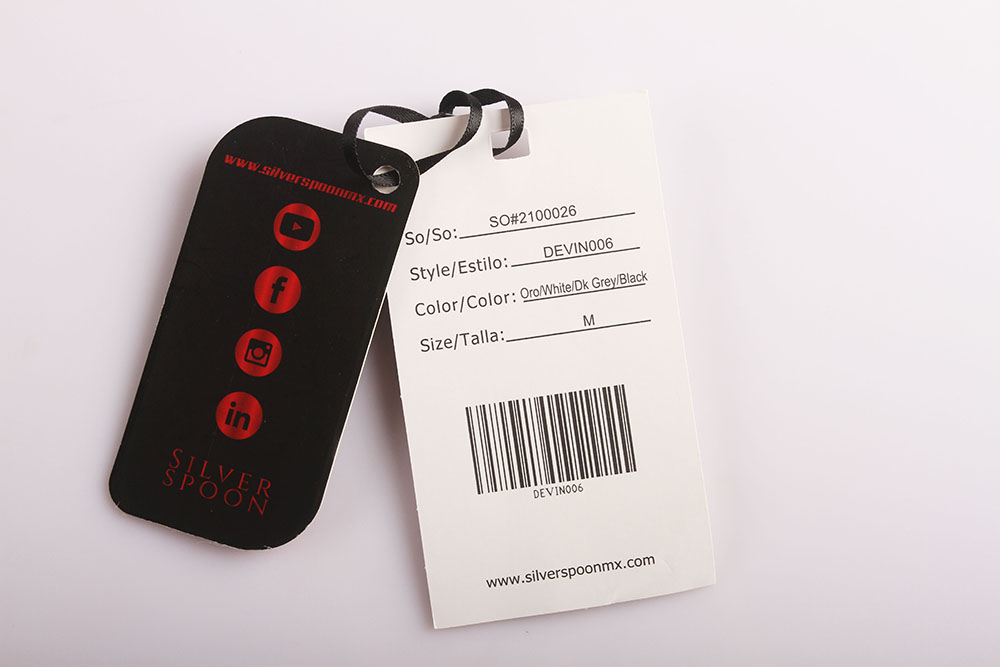 www.silverspoonmx.com
in
SILVER
SPOON
So/So: SO#2100026
Style/Estilo: DEVIN006
Color/Color: Oro/White/Dk Grey/Black
Size/Talla: M
DEVIN006
www.silverspoonmx.com